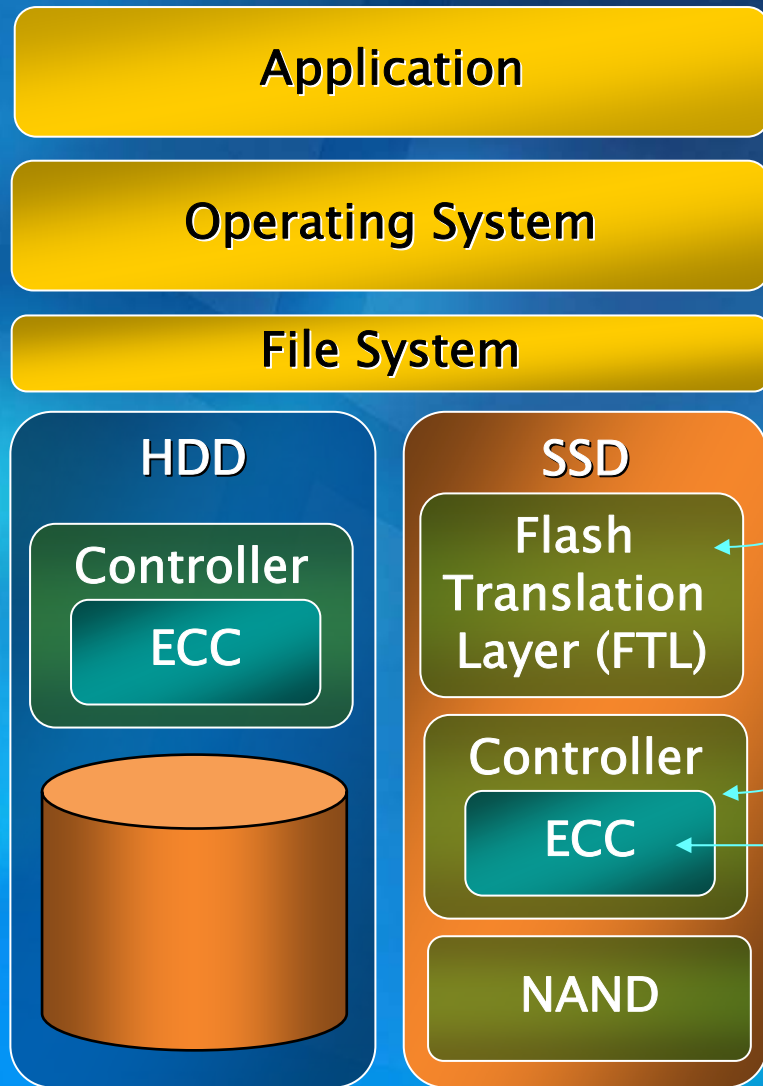 Application
Operating System
File System
HDD
Controller
ECC
SSD
Flash
Translation
Layer (FTL)
Controller
ECC
NAND